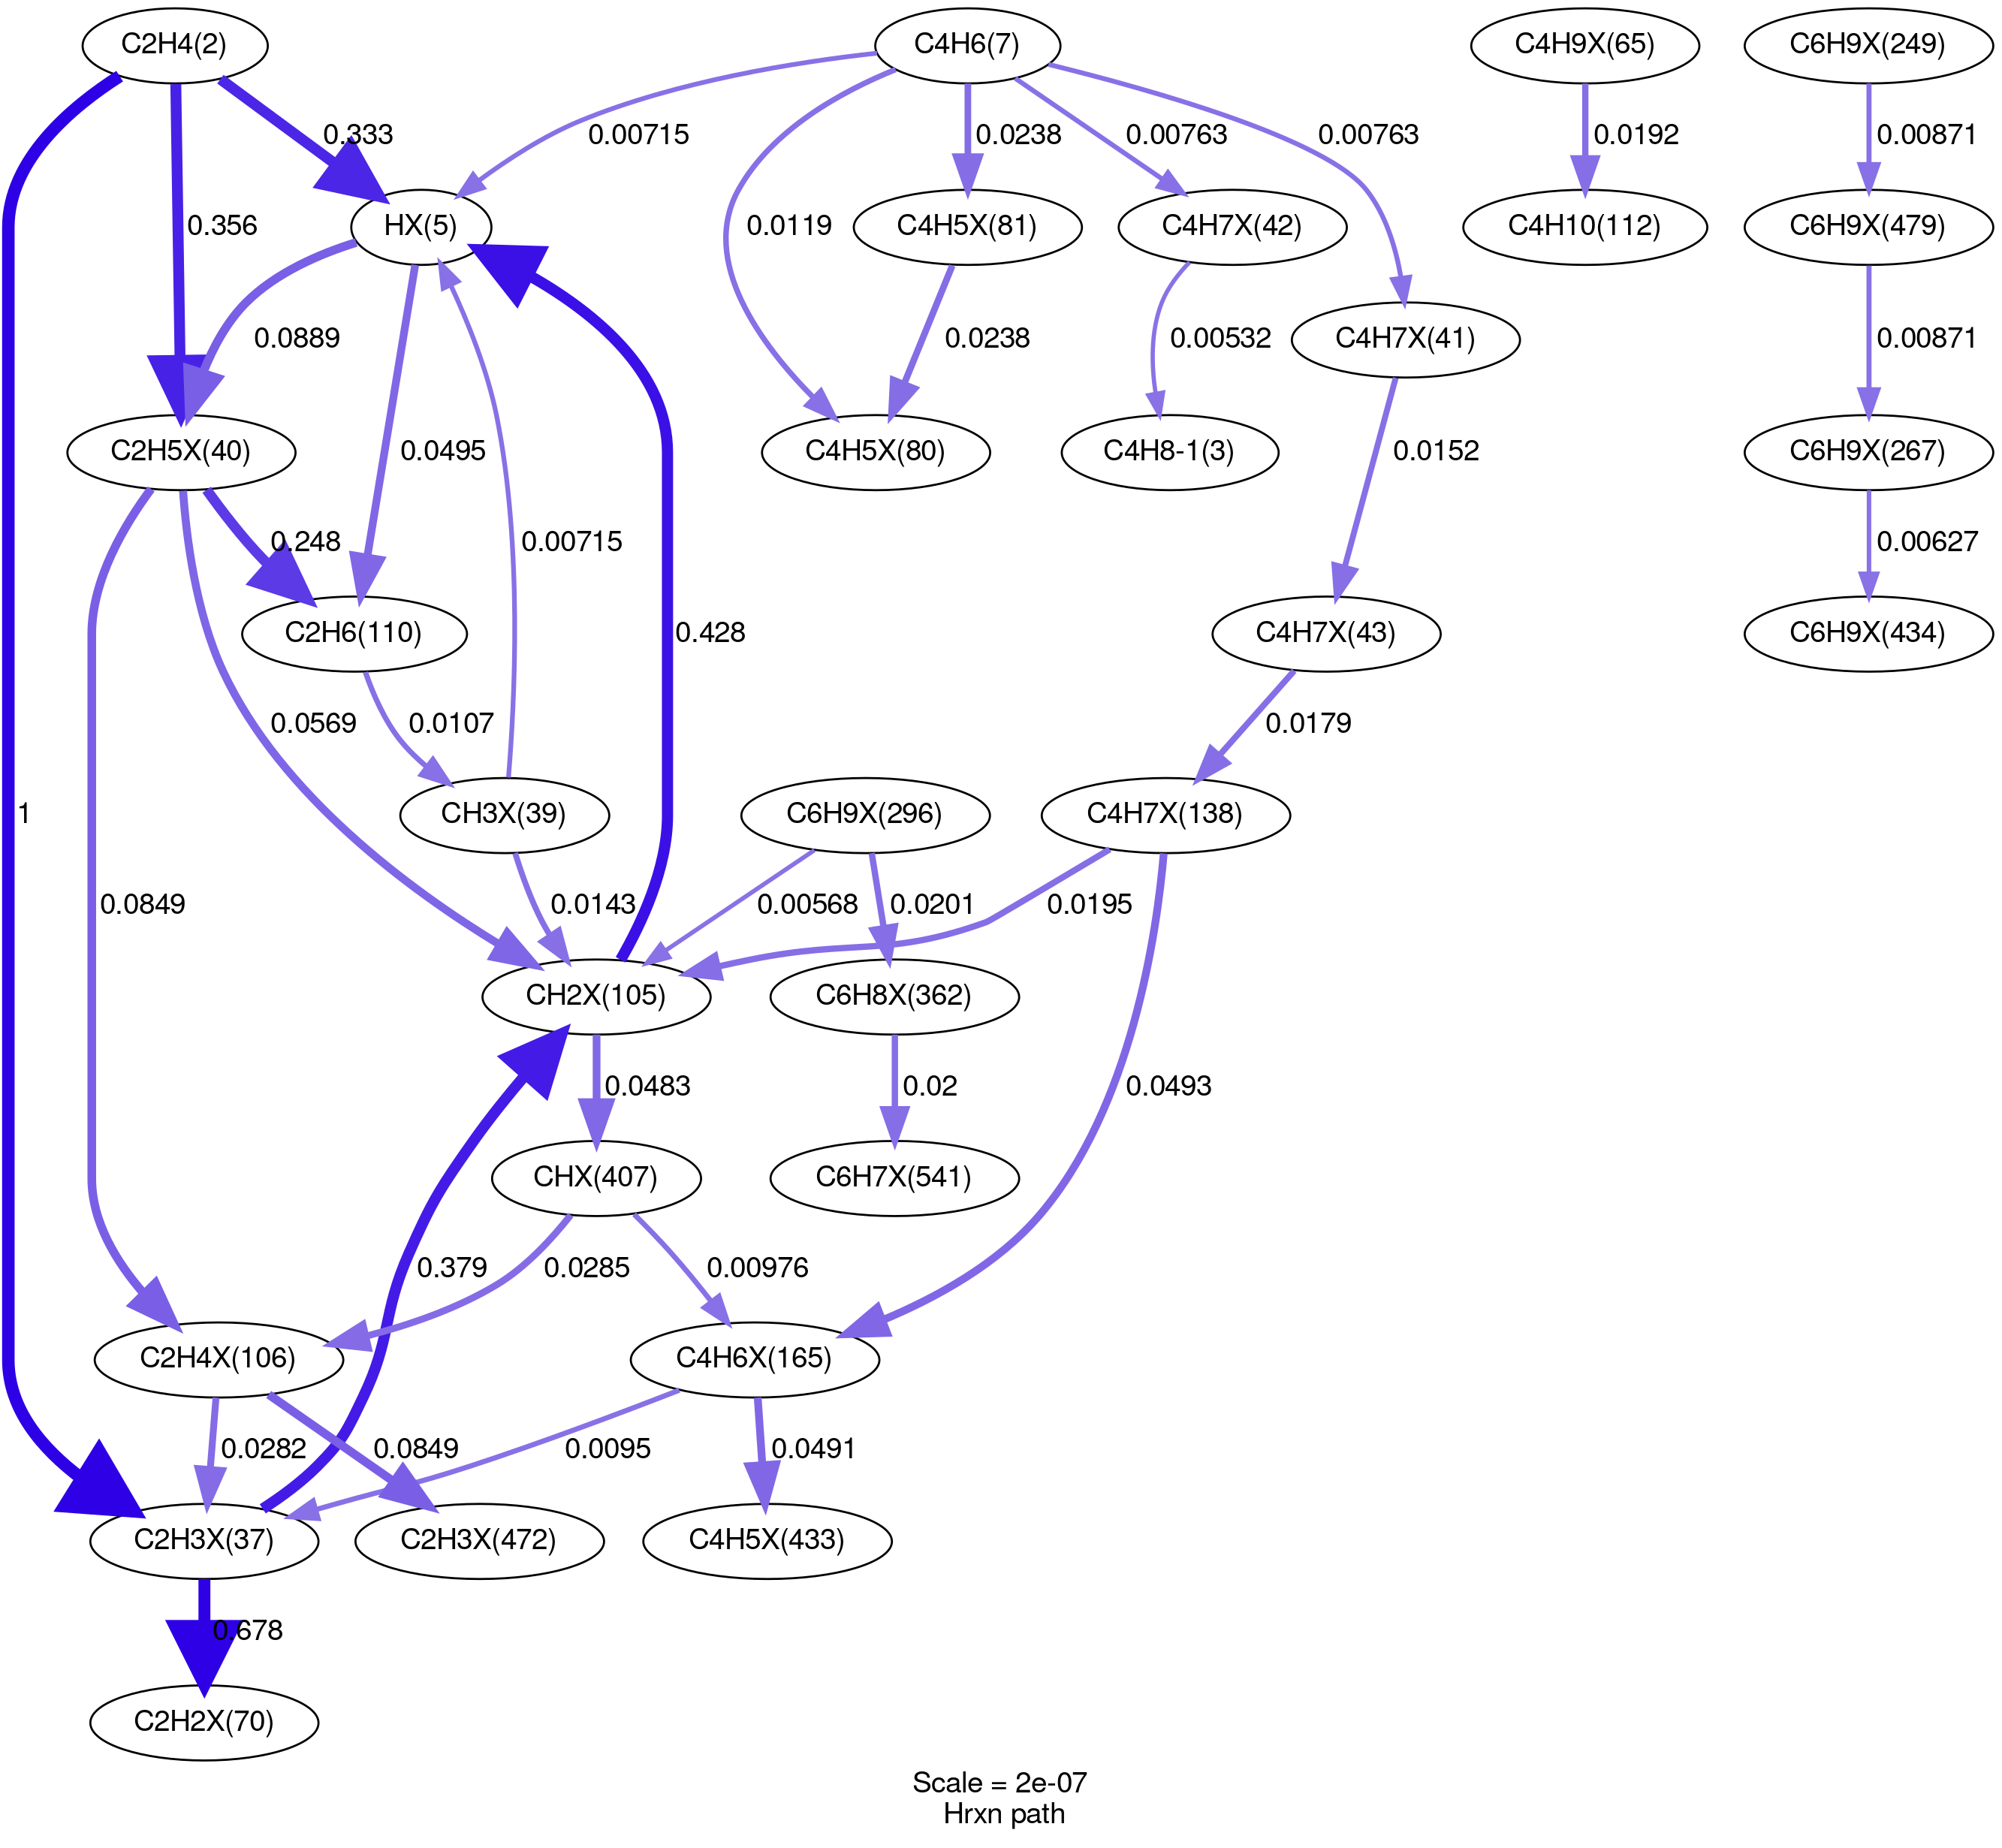 C2H4(2)
C4H6(7)
C4H9X(65)
C6H9X(249)
0.333
0.00715
0.0238
0.00763
0.00763
0.0192
0.00871
0.356
HX(5)
0.0119
C4H5X(81)
C4H7X(42)
C4H10(112)
C6H9X(479)
0.0889
0.0238
0.00532
C4H7X(41)
0.00871
C2H5X(40)
0.0495
C4H5X(80)
C4H8-1(3)
0.0152
C6H9X(267)
0.248
0.00715
0.00627
C2H6(110)
0.428
C4H7X(43)
C6H9X(434)
0.0569
0.0107
0.0179
1
CH3X(39)
C6H9X(296)
C4H7X(138)
0.0849
0.0143
0.00568
0.0201
0.0195
CH2X(105)
C6H8X(362)
0.0483
0.02
0.0493
CHX(407)
C6H7X(541)
0.379
0.0285
0.00976
C2H4X(106)
C4H6X(165)
0.0282
0.0849
0.0095
0.0491
C2H3X(37)
C2H3X(472)
C4H5X(433)
0.678
C2H2X(70)
Scale = 2e-07
Hrxn path